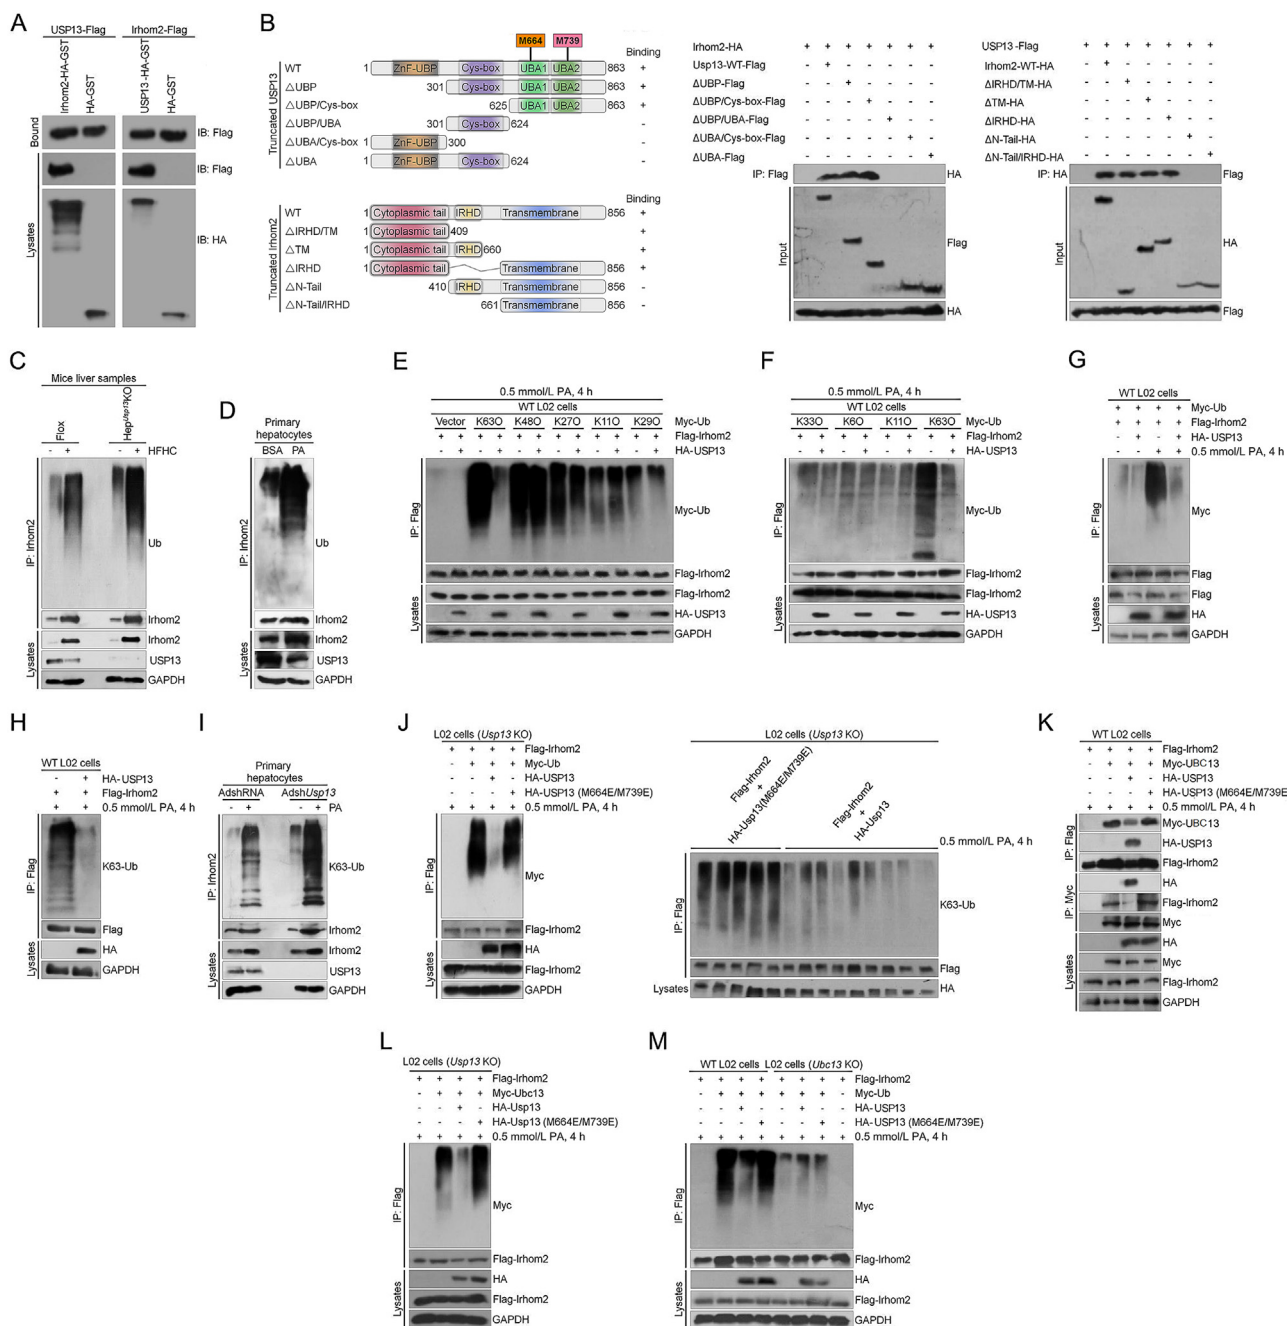 A
USP13-Flag
Irhom2-Flag
Irhom2-HA-GST
HA-GST
USP13-HA-GST
HA-GST
Bound
IB: Flag
Lysates
IB: Flag
IB: HA
B
M664
M739
Binding
Truncated USP13
WT 1 ZnF-UBP Cys-box UBA1 UBA2 863 +
△UBP 301 Cys-box UBA1 UBA2 863 +
△UBP/Cys-box 625 UBA1 UBA2 863 +
△UBP/UBA 301 Cys-box 624 -
△UBA/Cys-box 1 ZnF-UBP 300 -
△UBA 1 ZnF-UBP Cys-box 624 -
Binding
Truncated Irhom2
WT 1 Cytoplasmic tail IRHD Transmembrane 856 +
△IRHD/TM 1 Cytoplasmic tail 409 +
△TM 1 Cytoplasmic tail IRHD 660 +
△IRHD 1 Cytoplasmic tail Transmembrane 856 +
△N-Tail 410 IRHD Transmembrane 856 -
△N-Tail/IRHD 661 Transmembrane 856 -
Irhom2-HA + + + + + + +
Usp13-WT-Flag - + - - - - -
ΔUBP-Flag - - + - - - -
ΔUBP/Cys-box-Flag - - - + - - -
ΔUBP/UBA-Flag - - - - + - -
ΔUBA/Cys-box-Flag - - - - - + -
ΔUBA-Flag - - - - - - +
IP: Flag HA
Input
Flag
HA
USP13 -Flag + + + + + + +
Irhom2-WT-HA - + - - - - -
ΔIRHD/TM-HA - - + - - - -
ΔTM-HA - - - + - - -
ΔIRHD-HA - - - - + - -
ΔN-Tail-HA - - - - - + -
ΔN-Tail/IRHD-HA - - - - - - +
IP: HA Flag
Input
HA
Flag
C
Mice liver samples
Flox
HepUsp13KO
- + - + HFHC
IP: Irhom2
Ub
Irhom2
Lysates
Irhom2
USP13
GAPDH
D
Primary
hepatocytes
BSA PA
IP: Irhom2
Ub
Irhom2
Lysates
Irhom2
USP13
GAPDH
E
0.5 mmol/L PA, 4 h
WT L02 cells
Vector K63O K48O K27O K11O K29O Myc-Ub
+ + + + + + + + + + + + Flag-Irhom2
- + - + - + - + - + - + HA-USP13
IP: Flag
Myc-Ub
Flag-Irhom2
Lysates
Flag-Irhom2
HA-USP13
GAPDH
F
0.5 mmol/L PA, 4 h
WT L02 cells
K33O K6O K11O K63O Myc-Ub
+ + + + + + + + Flag-Irhom2
- + - + - + - + HA-USP13
IP: Flag
Myc-Ub
Flag-Irhom2
Lysates
Flag-Irhom2
HA-USP13
GAPDH
G
WT L02 cells
+ + + + Myc-Ub
+ + + + Flag-Irhom2
- + - + HA-USP13
- - + + 0.5 mmol/L PA, 4 h
IP: Flag
Myc
Flag
Lysates
Flag
HA
GAPDH
H
WT L02 cells
- + HA-USP13
+ + Flag-Irhom2
+ + 0.5 mmol/L PA, 4 h
IP: Flag
K63-Ub
Flag
Lysates
HA
GAPDH
I
Primary
hepatocytes
AdshRNA AdshUsp13
- + - + PA
IP: Irhom2
K63-Ub
Irhom2
Lysates
Irhom2
USP13
GAPDH
J
L02 cells (Usp13 KO)
+ + + + Flag-Irhom2
- + + + Myc-Ub
- - + - HA-USP13
- - - + HA-USP13 (M664E/M739E)
+ + + + 0.5 mmol/L PA, 4 h
IP: Flag
Myc
Flag-Irhom2
Lysates
HA
Flag-Irhom2
GAPDH
L02 cells (Usp13 KO)
Flag-Irhom2
+
HA-Usp13(M664E/M739E)
Flag-Irhom2
+
HA-Usp13
0.5 mmol/L PA, 4 h
IP: Flag
K63-Ub
Flag
Lysates HA
K
WT L02 cells
+ + + + Flag-Irhom2
- + + + Myc-UBC13
- - + - HA-USP13
- - - + HA-USP13 (M664E/M739E)
+ + + + 0.5 mmol/L PA, 4 h
IP: Flag
Myc-UBC13
HA-USP13
Flag-Irhom2
IP: Myc
HA
Flag-Irhom2
Myc
Lysates
HA
Myc
Flag-Irhom2
GAPDH
L
L02 cells (Usp13 KO)
+ + + + Flag-Irhom2
- + + + Myc-Ubc13
- - + - HA-Usp13
- - - + HA-Usp13 (M664E/M739E)
+ + + + 0.5 mmol/L PA, 4 h
IP: Flag
Myc
Flag-Irhom2
Lysates
HA
Flag-Irhom2
GAPDH
M
WT L02 cells L02 cells (Ubc13 KO)
+ + + + + + + + Flag-Irhom2
- + + + + + + - Myc-Ub
- - + - - + - - HA-USP13
- - - + - - + - HA-USP13 (M664E/M739E)
+ + + + + + + + 0.5 mmol/L PA, 4 h
IP: Flag
Myc
Flag-Irhom2
Lysates
HA
Flag-Irhom2
GAPDH